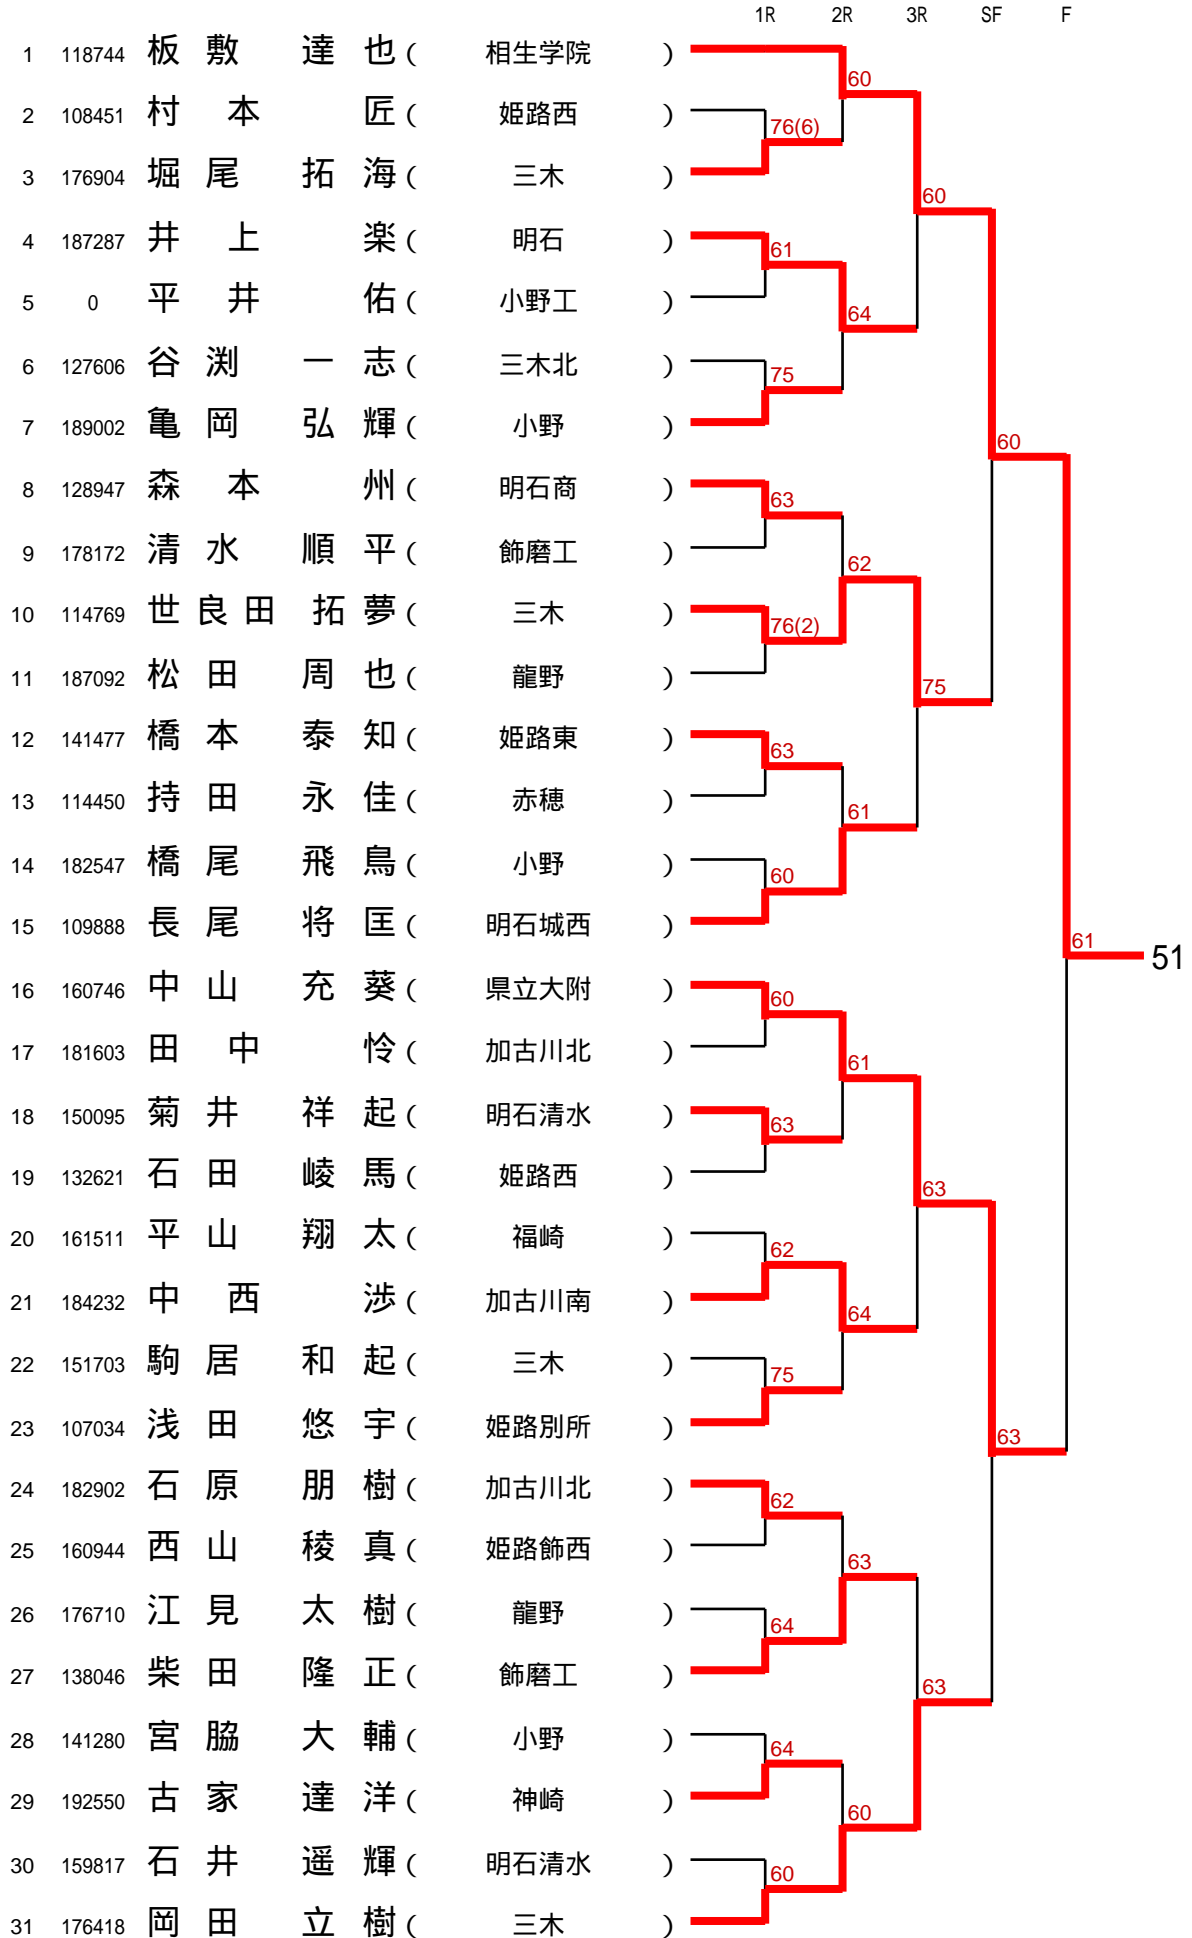 1R 2R 3R SF F
1 118744 板敷 達也 ( 相生学院 )
60
2 108451 村本 匠 ( 姫路西 )
76(6)
3 176904 堀尾 拓海 ( 三木 )
60
4 187287 井上 楽 ( 明石 )
61
5 0 平井 佑 ( 小野工 )
64
6 127606 谷渕 一志 ( 三木北 )
75
7 189002 亀岡 弘輝 ( 小野 )
60
8 128947 森本 州 ( 明石商 )
63
9 178172 清水 順平 ( 飾磨工 )
62
10 114769 世良田 拓夢 ( 三木 )
76(2)
11 187092 松田 周也 ( 龍野 )
75
12 141477 橋本 泰知 ( 姫路東 )
63
13 114450 持田 永佳 ( 赤穂 )
61
14 182547 橋尾 飛鳥 ( 小野 )
60
15 109888 長尾 将匡 ( 明石城西 )
61 51
16 160746 中山 充葵 ( 県立大附 )
60
17 181603 田中 怜 ( 加古川北 )
61
18 150095 菊井 祥起 ( 明石清水 )
63
19 132621 石田 崚馬 ( 姫路西 )
63
20 161511 平山 翔太 ( 福崎 )
62
21 184232 中西 渉 ( 加古川南 )
64
22 151703 駒居 和起 ( 三木 )
75
23 107034 浅田 悠宇 ( 姫路別所 )
63
24 182902 石原 朋樹 ( 加古川北 )
62
25 160944 西山 稜真 ( 姫路飾西 )
63
26 176710 江見 太樹 ( 龍野 )
64
27 138046 柴田 隆正 ( 飾磨工 )
63
28 141280 宮脇 大輔 ( 小野 )
64
29 192550 古家 達洋 ( 神崎 )
60
30 159817 石井 遥輝 ( 明石清水 )
60
31 176418 岡田 立樹 ( 三木 )